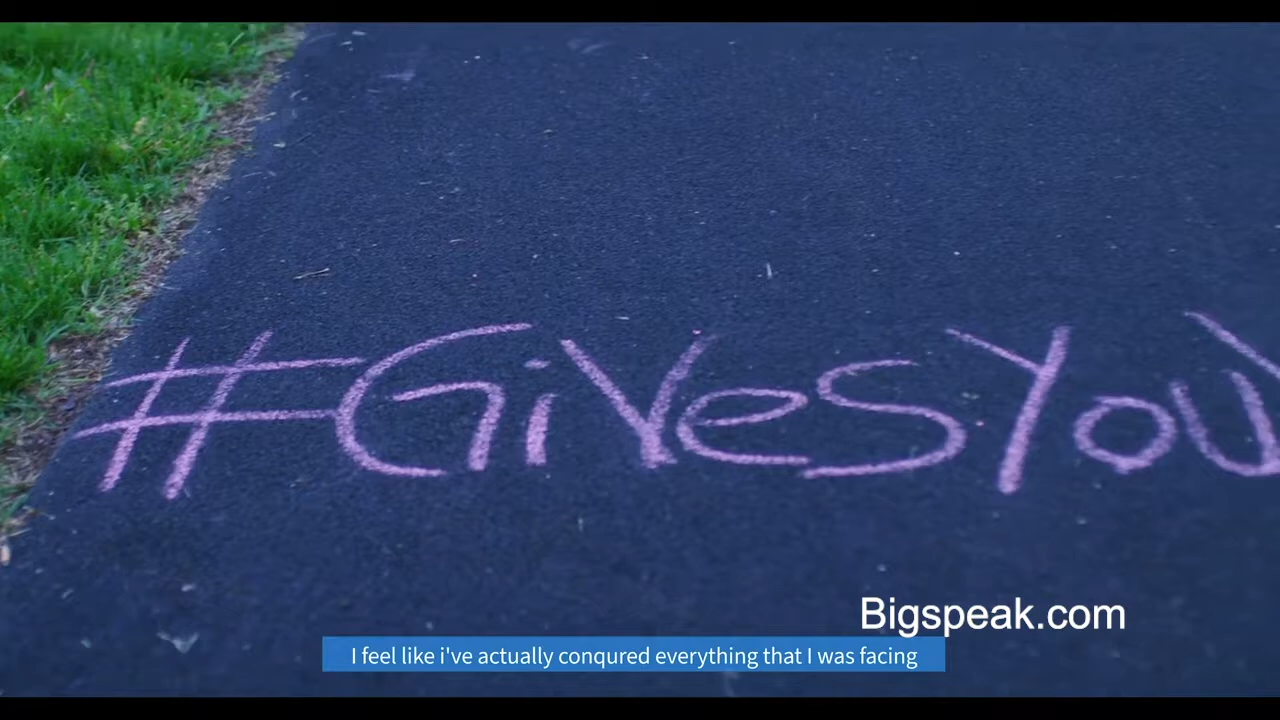 #GivesYou
Bigspeak.com
I feel like i've actually conqured everything that I was facing